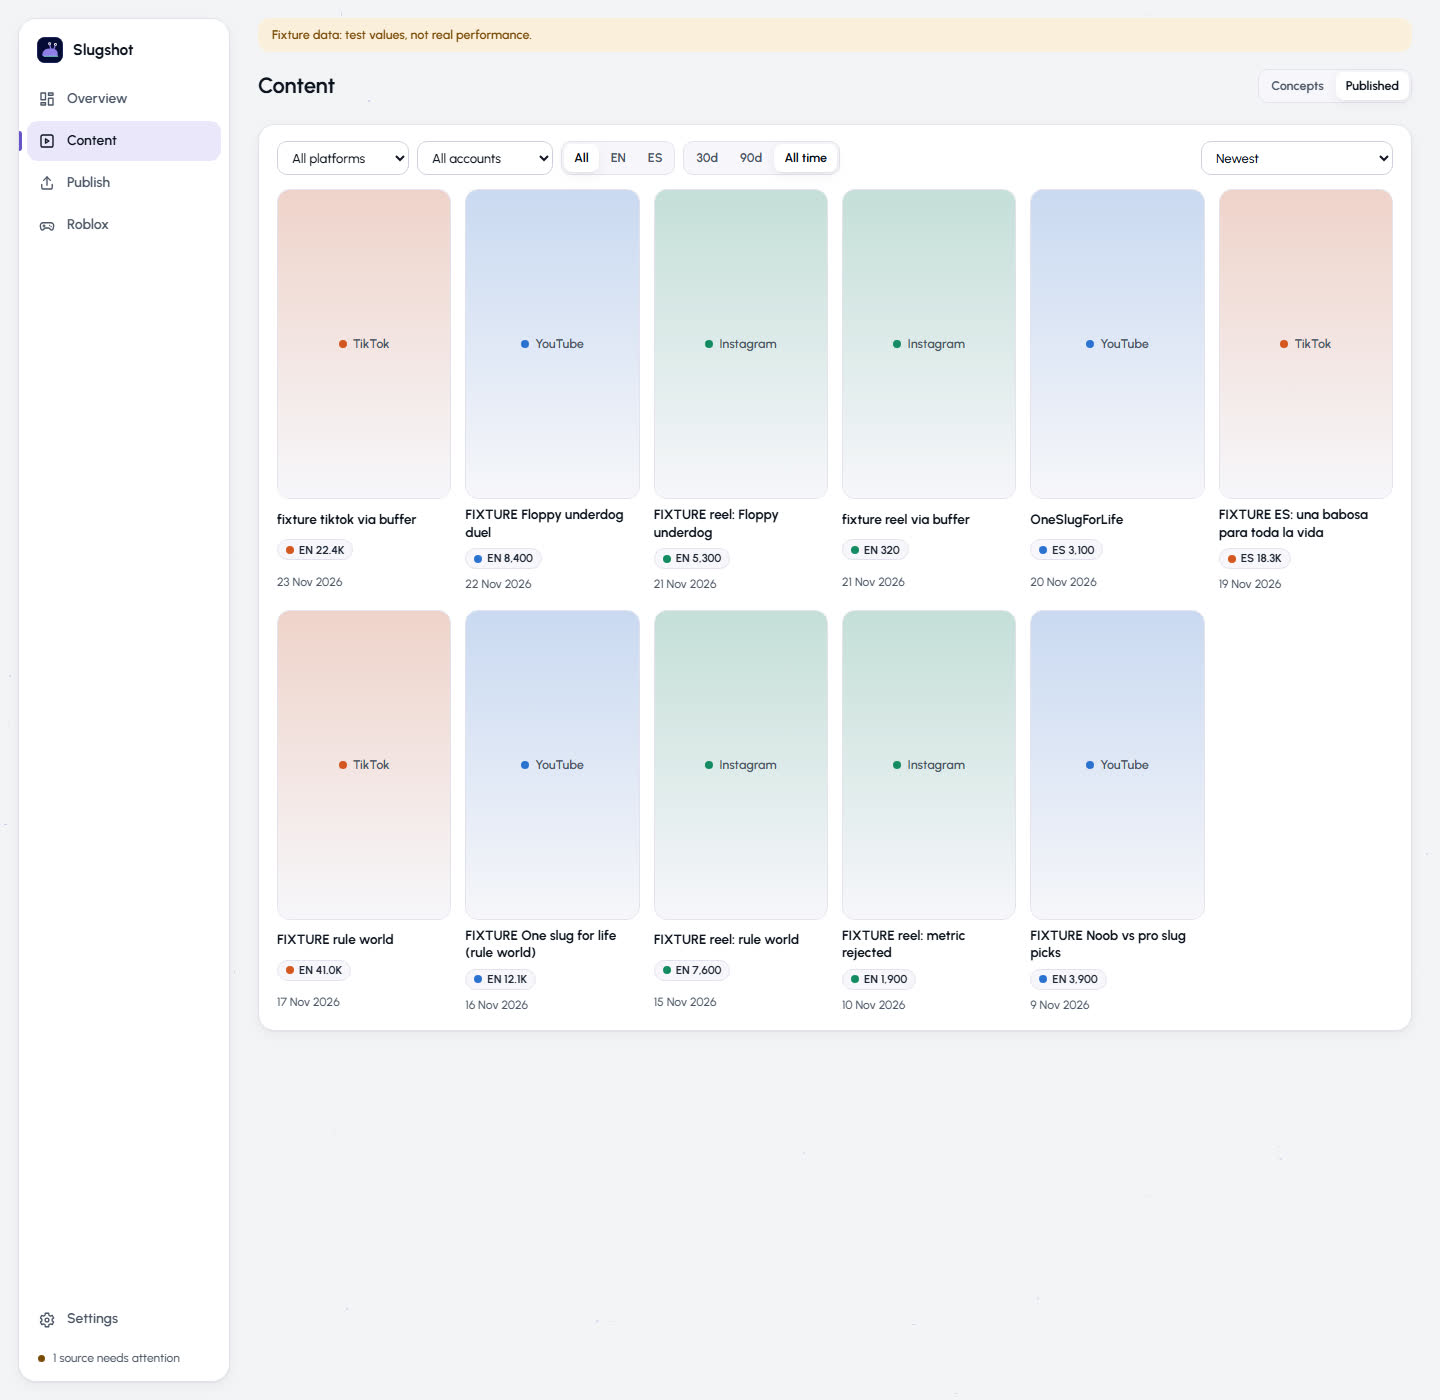 Slugshot
Overview
Content
Publish
Roblox
Settings
1 source needs attention
Fixture data: test values, not real performance.
Content
Concepts Published
All platforms All accounts All EN ES 30d 90d All time Newest
TikTok
fixture tiktok via buffer
EN 22.4K
23 Nov 2026
YouTube
FIXTURE Floppy underdog
duel
EN 8,400
22 Nov 2026
Instagram
FIXTURE reel: Floppy
underdog
EN 5,300
21 Nov 2026
Instagram
fixture reel via buffer
EN 320
21 Nov 2026
YouTube
OneSlugForLife
ES 3,100
20 Nov 2026
TikTok
FIXTURE ES: una babosa
para toda la vida
ES 18.3K
19 Nov 2026
TikTok
FIXTURE rule world
EN 41.0K
17 Nov 2026
YouTube
FIXTURE One slug for life
(rule world)
EN 12.1K
16 Nov 2026
Instagram
FIXTURE reel: rule world
EN 7,600
15 Nov 2026
Instagram
FIXTURE reel: metric
rejected
EN 1,900
10 Nov 2026
YouTube
FIXTURE Noob vs pro slug
picks
EN 3,900
9 Nov 2026